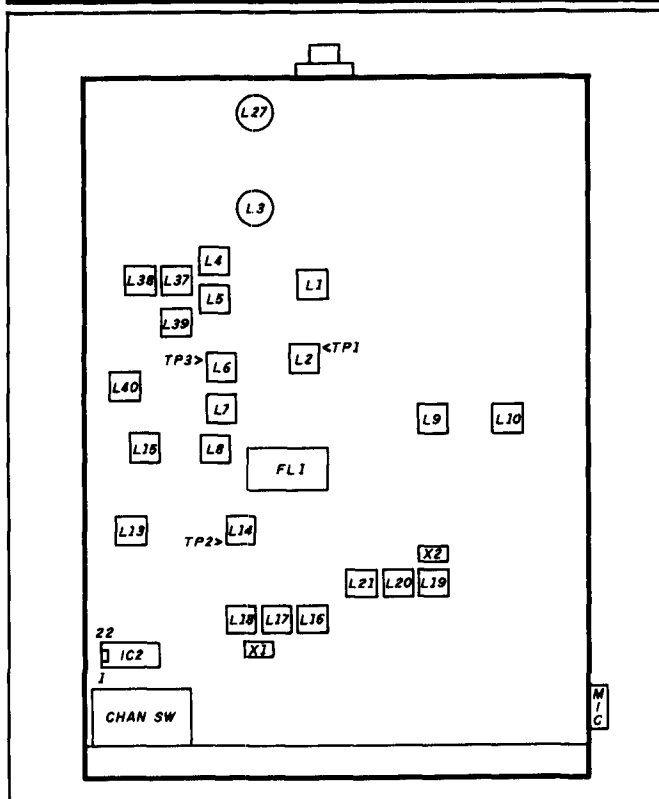 L27
L3
L4
L38 L37 L1
L5
L39
<TP1
TP3> L6 L2
L40
L7 L9 L10
L15 L8
FL1
L13 TP2> L14
X2
L21 L20 L19
L18 L17 L16
22
IC2 X1
1
CHAN SW
MIC